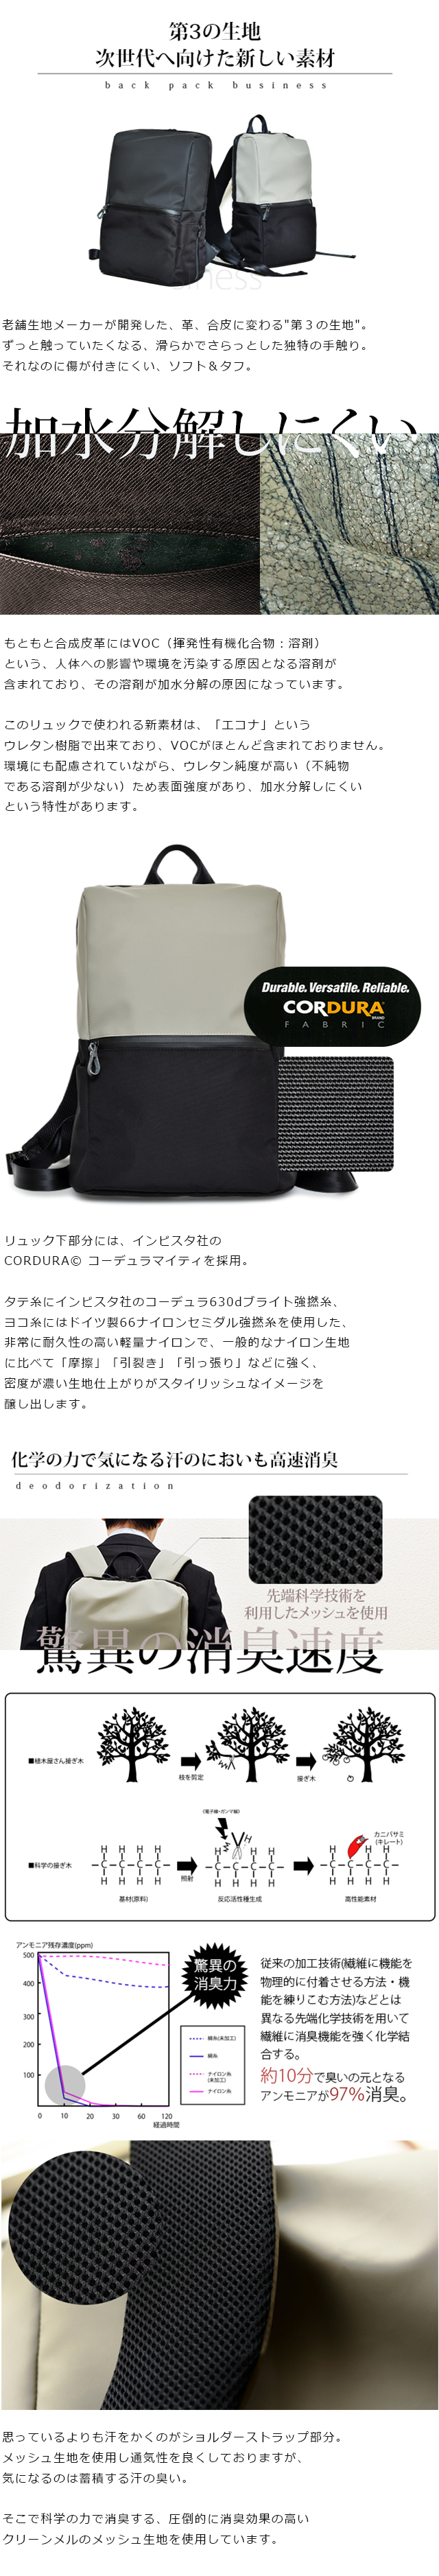 第3の生地
次世代へ向けた新しい素材
back pack business
siness
老舗生地メーカーが開発した、革、合皮に変わる"第３の生地"。
ずっと触っていたくなる、滑らかでさらっとした独特の手触り。
それなのに傷が付きにくい、ソフト＆タフ。
加水分解しにくい
もともと合成皮革にはVOC（揮発性有機化合物：溶剤）
という、人体への影響や環境を汚染する原因となる溶剤が
含まれており、その溶剤が加水分解の原因になっています。
このリュックで使われる新素材は、「エコナ」という
ウレタン樹脂で出来ており、VOCがほとんど含まれておりません。
環境にも配慮されていながら、ウレタン純度が高い（不純物
である溶剤が少ない）ため表面強度があり、加水分解しにくい
という特性があります。
Durable. Versatile. Reliable.
CORDURA
BRAND
FABRIC
リュック下部分には、インビスタ社の
CORDURA© コーデュラマイティを採用。
タテ糸にインビスタ社のコーデュラ630dブライト強撚糸、
ヨコ糸にはドイツ製66ナイロンセミダル強撚糸を使用した、
非常に耐久性の高い軽量ナイロンで、一般的なナイロン生地
に比べて「摩擦」「引裂き」「引っ張り」などに強く、
密度が濃い生地仕上がりがスタイリッシュなイメージを
醸し出します。
化学の力で気になる汗のにおいも高速消臭
deodorization
先端科学技術を
利用したメッシュを使用
驚異の消臭速度
■植木屋さん接ぎ木
枝を剪定
接ぎ木
(電子線・ガンマ線)
カニバサミ
(キレート)
■科学の接ぎ木
H H H H
-C-C-C-C-
H H H H
照射
H
C C C C
H H H H
H H H
C C C C
H H H H
基材(原料)
反応活性種生成
高性能素材
アンモニア残存濃度(ppm)
500
400
300
200
100
0 10 20 30 60 120
経過時間
驚異の
消臭力
綿糸(未加工)
綿糸
ナイロン糸
(未加工)
ナイロン糸
従来の加工技術(繊維に機能を
物理的に付着させる方法・機
能を練りこむ方法)などとは
異なる先端化学技術を用いて
繊維に消臭機能を強く化学結
合する。
約10分で臭いの元となる
アンモニアが97%消臭。
思っているよりも汗をかくのがショルダーストラップ部分。
メッシュ生地を使用し通気性を良くしておりますが、
気になるのは蓄積する汗の臭い。
そこで科学の力で消臭する、圧倒的に消臭効果の高い
クリーンメルのメッシュ生地を使用しています。